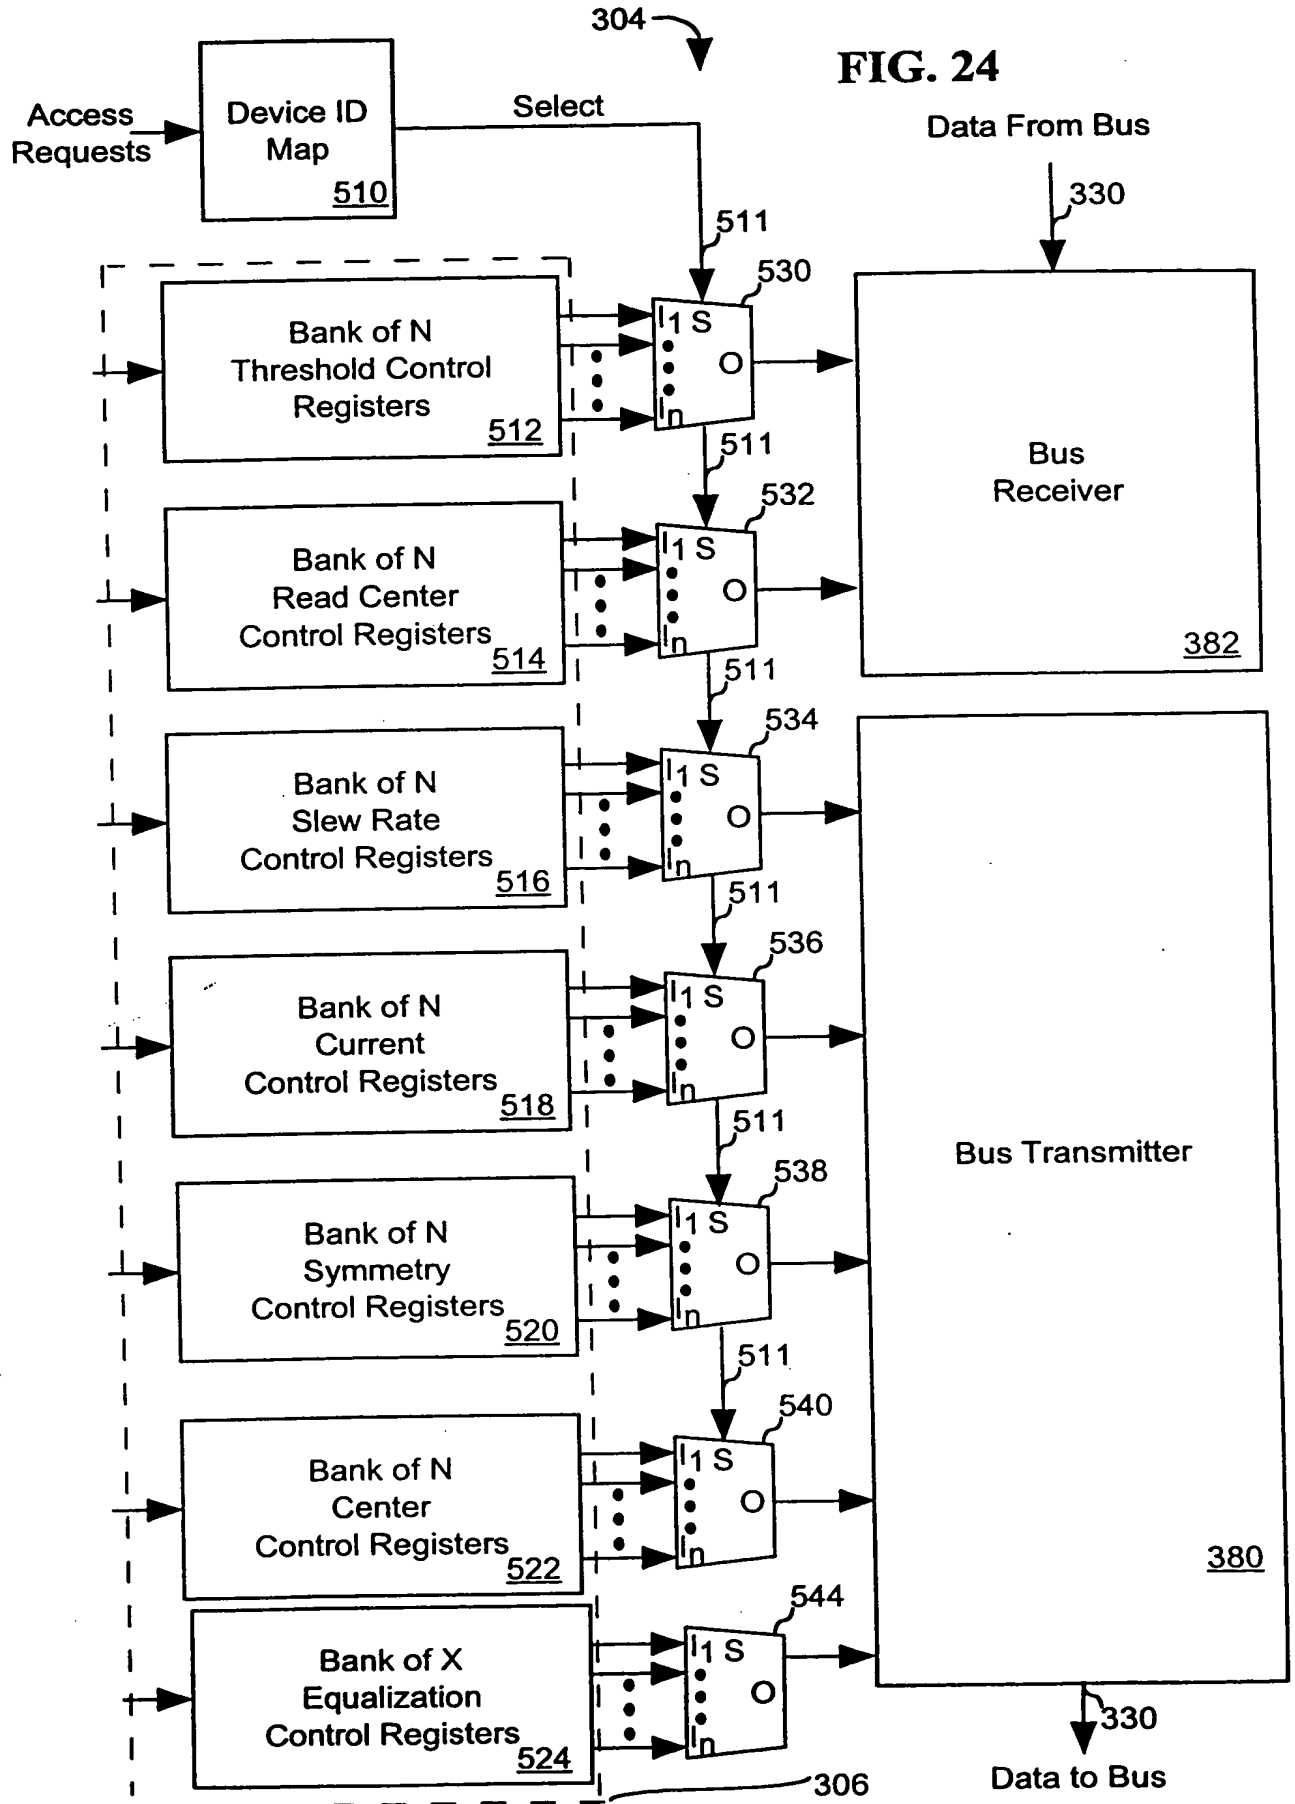 304
FIG. 24
Access
Requests
Device ID
Map
510
Select
Data From Bus
330
511
530
Bank of N
Threshold Control
Registers
512
I1 S
O
In
Bus
Receiver
382
511
532
Bank of N
Read Center
Control Registers
514
I1 S
O
In
511
534
Bank of N
Slew Rate
Control Registers
516
I1 S
O
In
511
536
Bank of N
Current
Control Registers
518
I1 S
O
In
Bus Transmitter
380
511
538
Bank of N
Symmetry
Control Registers
520
I1 S
O
In
511
540
Bank of N
Center
Control Registers
522
I1 S
O
In
544
Bank of X
Equalization
Control Registers
524
I1 S
O
In
330
Data to Bus
306